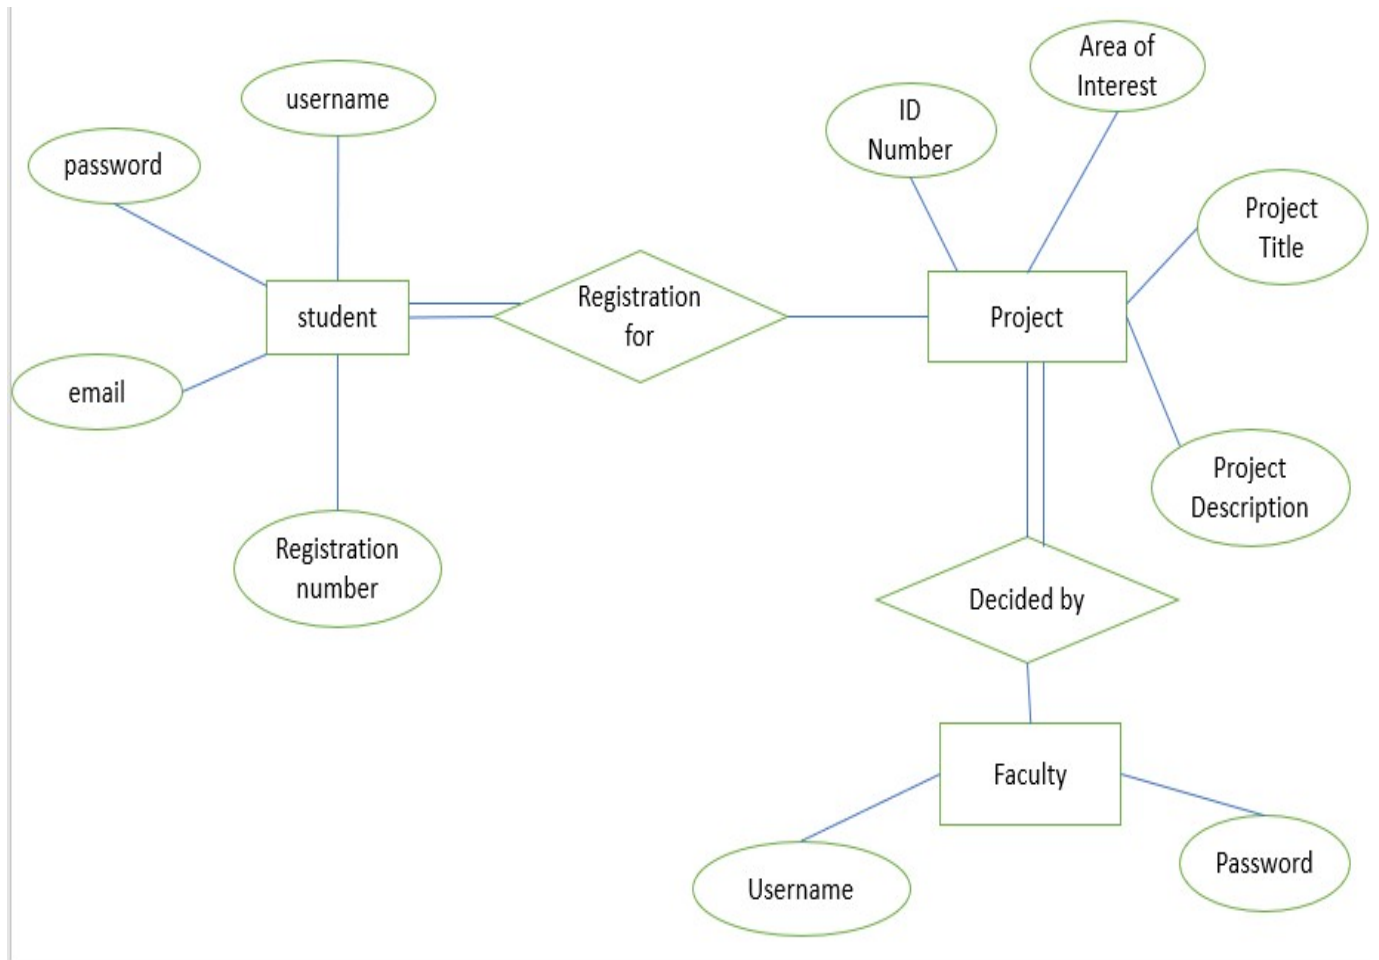 Area of
Interest
username
ID
Number
password
Project
Title
Registration
for
student
Project
email
Project
Description
Registration
number
Decided by
Faculty
Username
Password